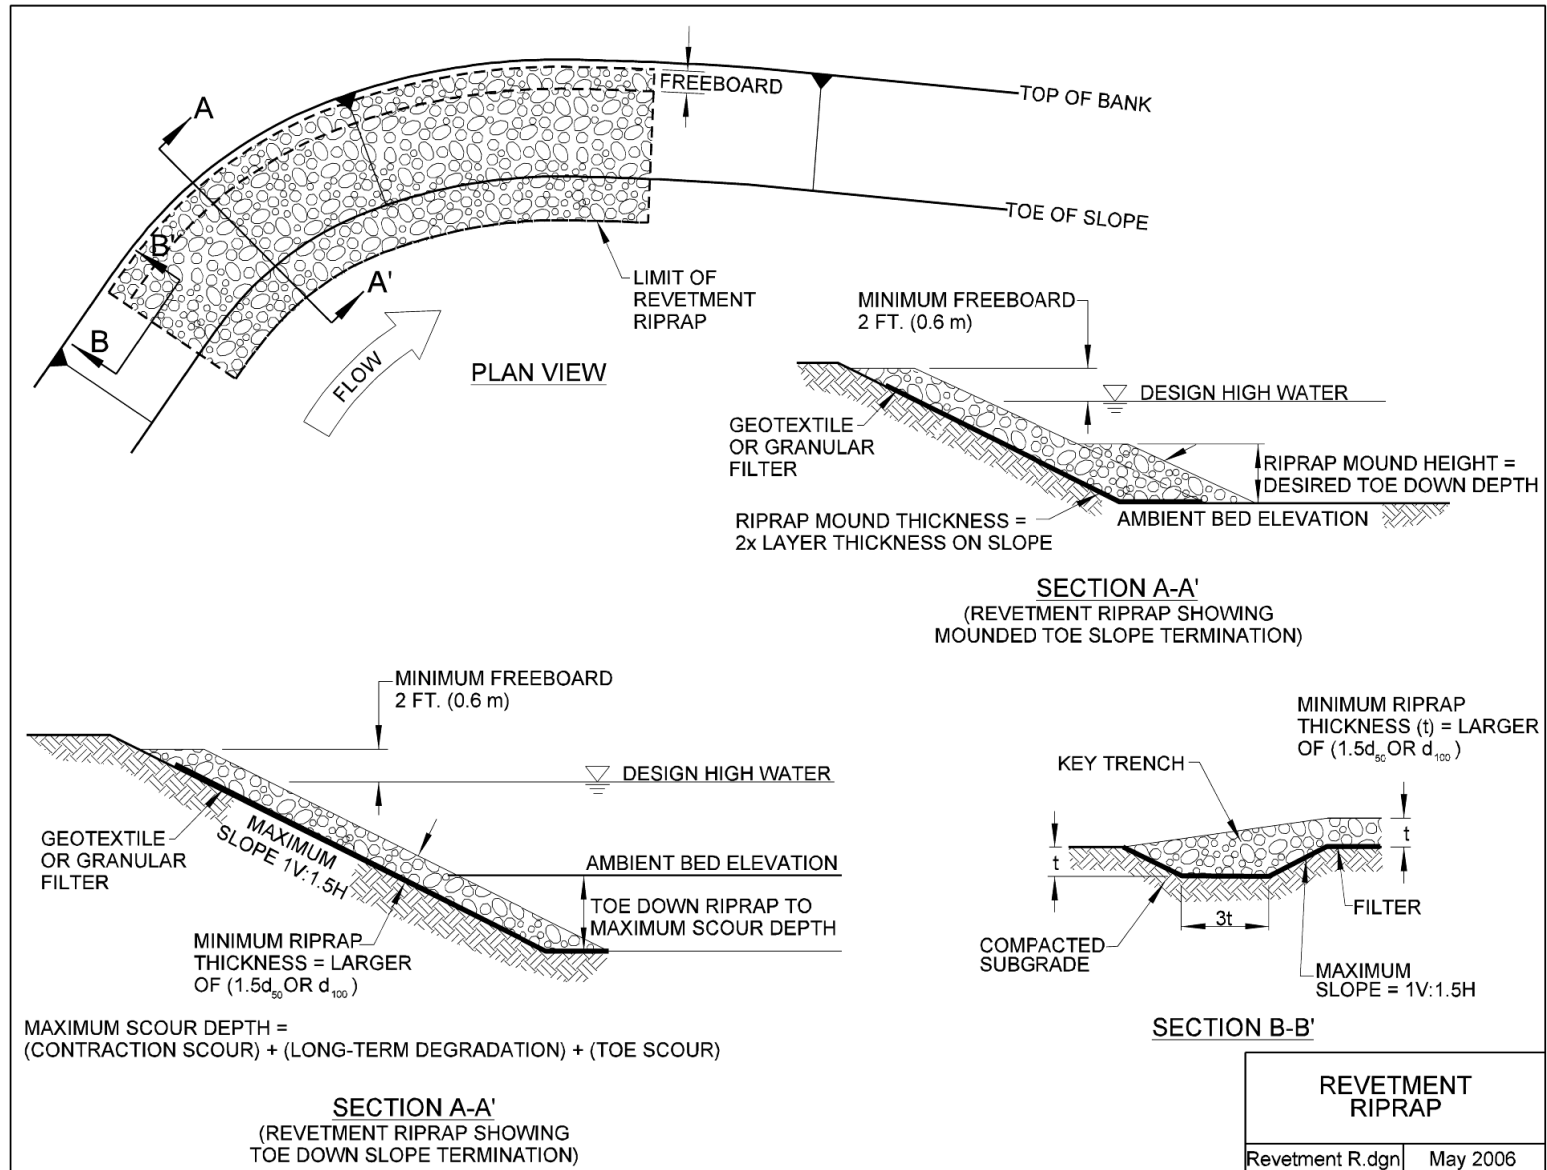 A
FREEBOARD
TOP OF BANK
B'
TOE OF SLOPE
A'
LIMIT OF
REVETMENT
RIPRAP
B
FLOW
PLAN VIEW
MINIMUM FREEBOARD
2 FT. (0.6 m)
DESIGN HIGH WATER
GEOTEXTILE
OR GRANULAR
FILTER
RIPRAP MOUND HEIGHT =
DESIRED TOE DOWN DEPTH
RIPRAP MOUND THICKNESS =
2x LAYER THICKNESS ON SLOPE
AMBIENT BED ELEVATION
SECTION A-A'
(REVETMENT RIPRAP SHOWING
MOUNDED TOE SLOPE TERMINATION)
MINIMUM FREEBOARD
2 FT. (0.6 m)
DESIGN HIGH WATER
GEOTEXTILE
OR GRANULAR
FILTER
MAXIMUM
SLOPE 1V:1.5H
AMBIENT BED ELEVATION
TOE DOWN RIPRAP TO
MAXIMUM SCOUR DEPTH
MINIMUM RIPRAP
THICKNESS = LARGER
OF (1.5d50 OR d100)
MAXIMUM SCOUR DEPTH =
(CONTRACTION SCOUR) + (LONG-TERM DEGRADATION) + (TOE SCOUR)
SECTION A-A'
(REVETMENT RIPRAP SHOWING
TOE DOWN SLOPE TERMINATION)
MINIMUM RIPRAP
THICKNESS (t) = LARGER
OF (1.5d50 OR d100)
KEY TRENCH
t
t
3t
FILTER
COMPACTED
SUBGRADE
MAXIMUM
SLOPE = 1V:1.5H
SECTION B-B'
REVETMENT
RIPRAP
Revetment R.dgn
May 2006